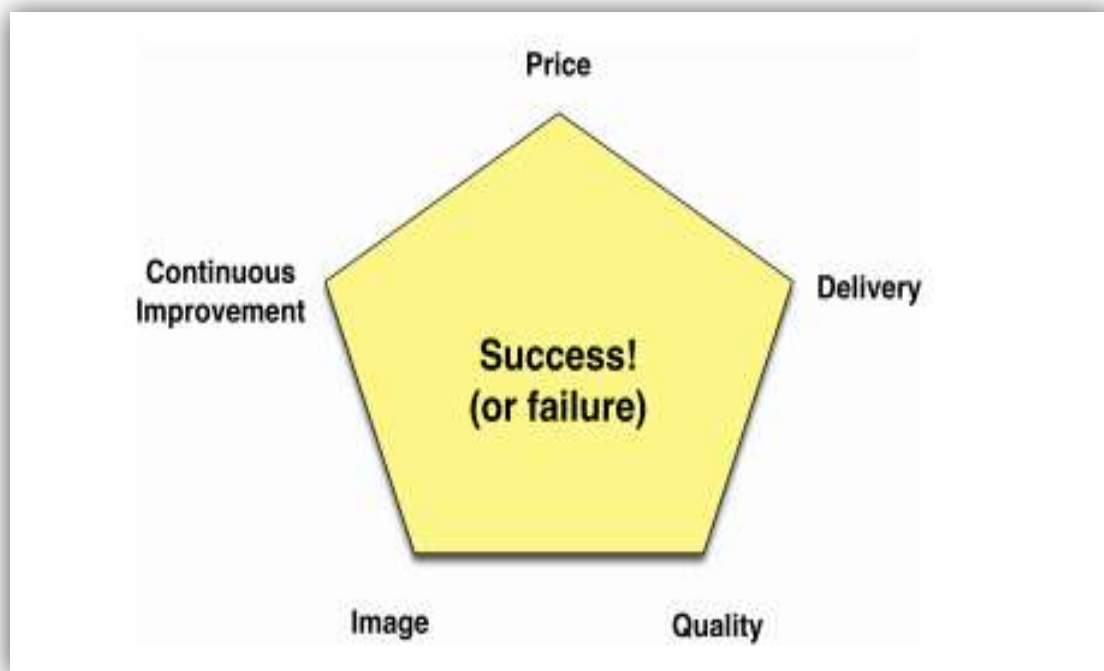 Price
Continuous
Improvement
Delivery
Success!
(or failure)
Image
Quality